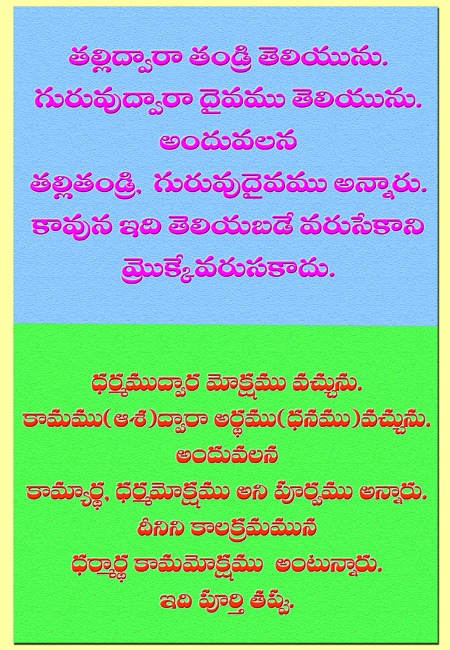 తల్లిద్వారా తండ్రి తెలియును.
గురువుద్వారా దైవము తెలియును.
అందువలన
తల్లితండ్రి, గురువుదైవము అన్నారు.
కావున ఇది తెలియబడే వరుసేకాని
మ్రొక్కేవరుసకాదు.
ధర్మముద్వార మోక్షము వచ్చును.
కామము(ఆశ)ద్వారా అర్థము(ధనము)వచ్చును.
అందువలన
కామ్యార్థ, ధర్మమోక్షము అని పూర్వము అన్నారు.
దీనిని కాలక్రమమున
ధర్మార్థ కామమోక్షము అంటున్నారు.
ఇది పూర్తి తప్పు.